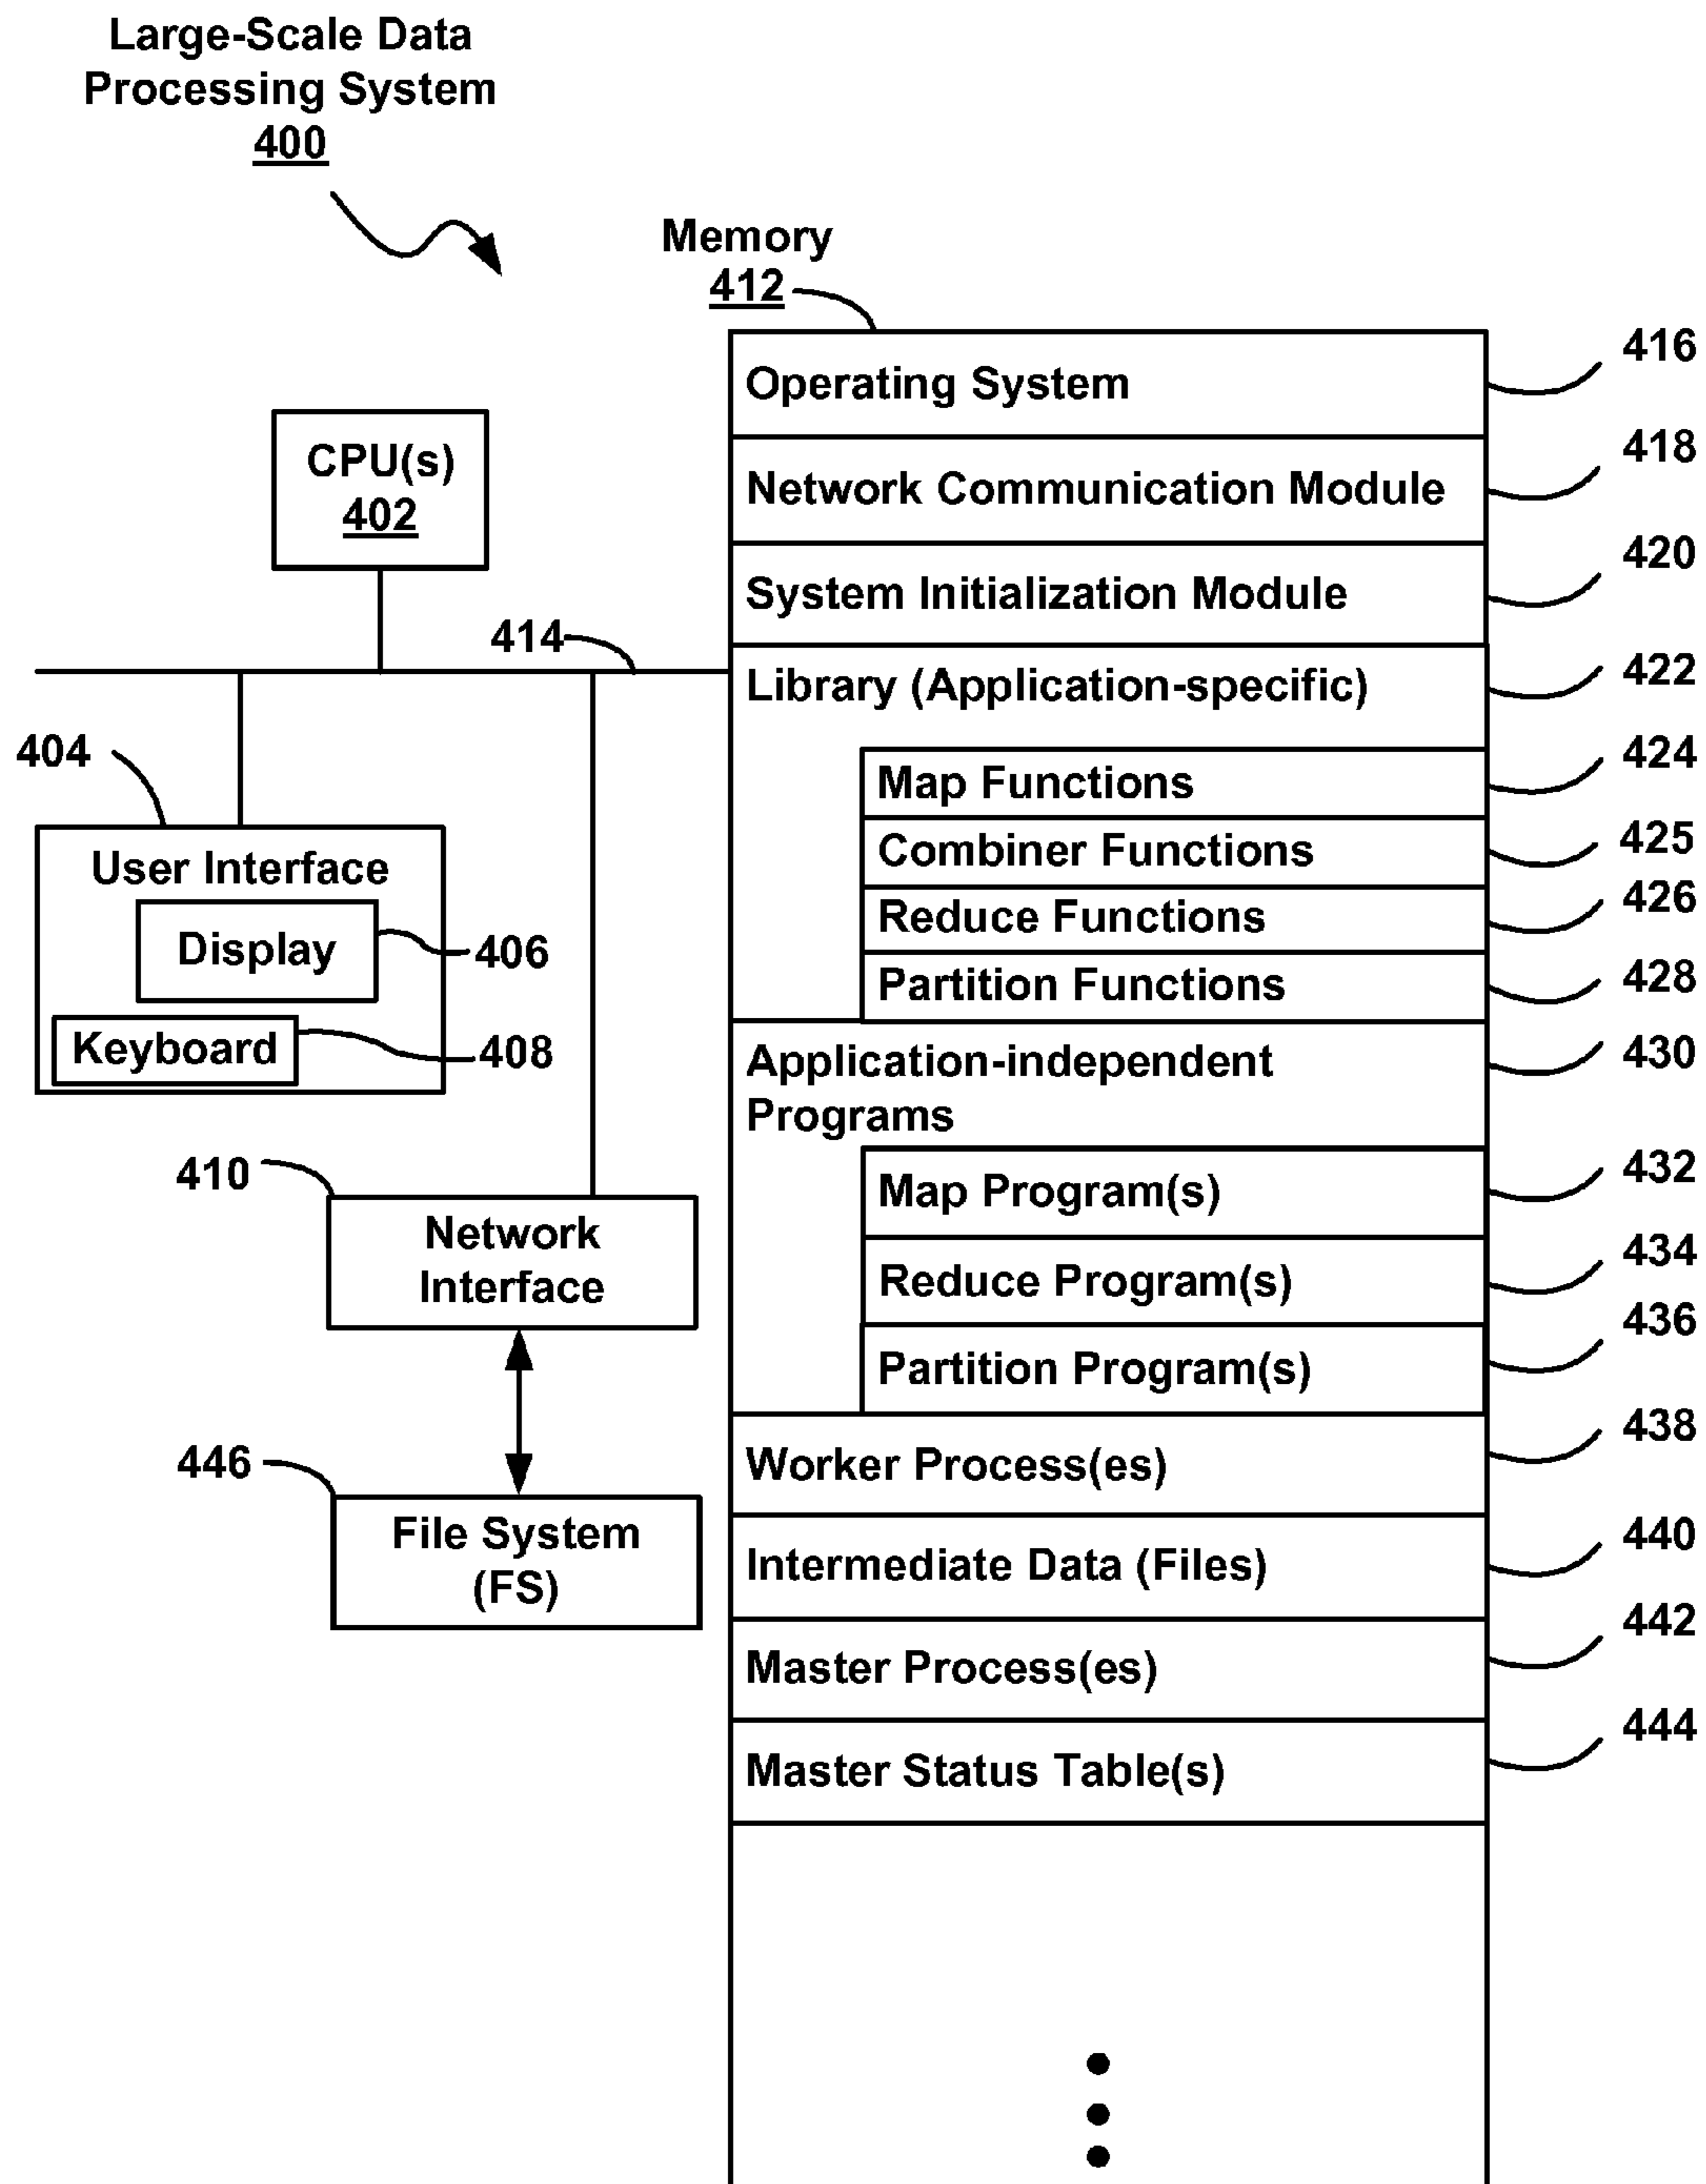 Large-Scale Data
Processing System
400
Memory
412
Operating System
416
Network Communication Module
418
System Initialization Module
420
CPU(s)
402
414
Library (Application-specific)
422
Map Functions
424
Combiner Functions
425
Reduce Functions
426
Partition Functions
428
404
User Interface
Display
406
Keyboard
408
Application-independent
Programs
430
Map Program(s)
432
Reduce Program(s)
434
Partition Program(s)
436
410
Network
Interface
446
File System
(FS)
Worker Process(es)
438
Intermediate Data (Files)
440
Master Process(es)
442
Master Status Table(s)
444